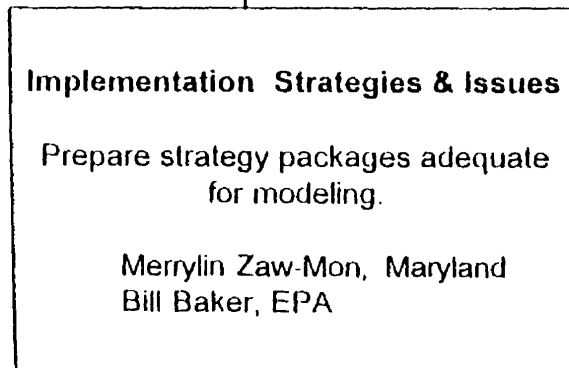 Implementation Strategies & Issues
Prepare strategy packages adequate
for modeling.
Merrylin Zaw-Mon, Maryland
Bill Baker, EPA